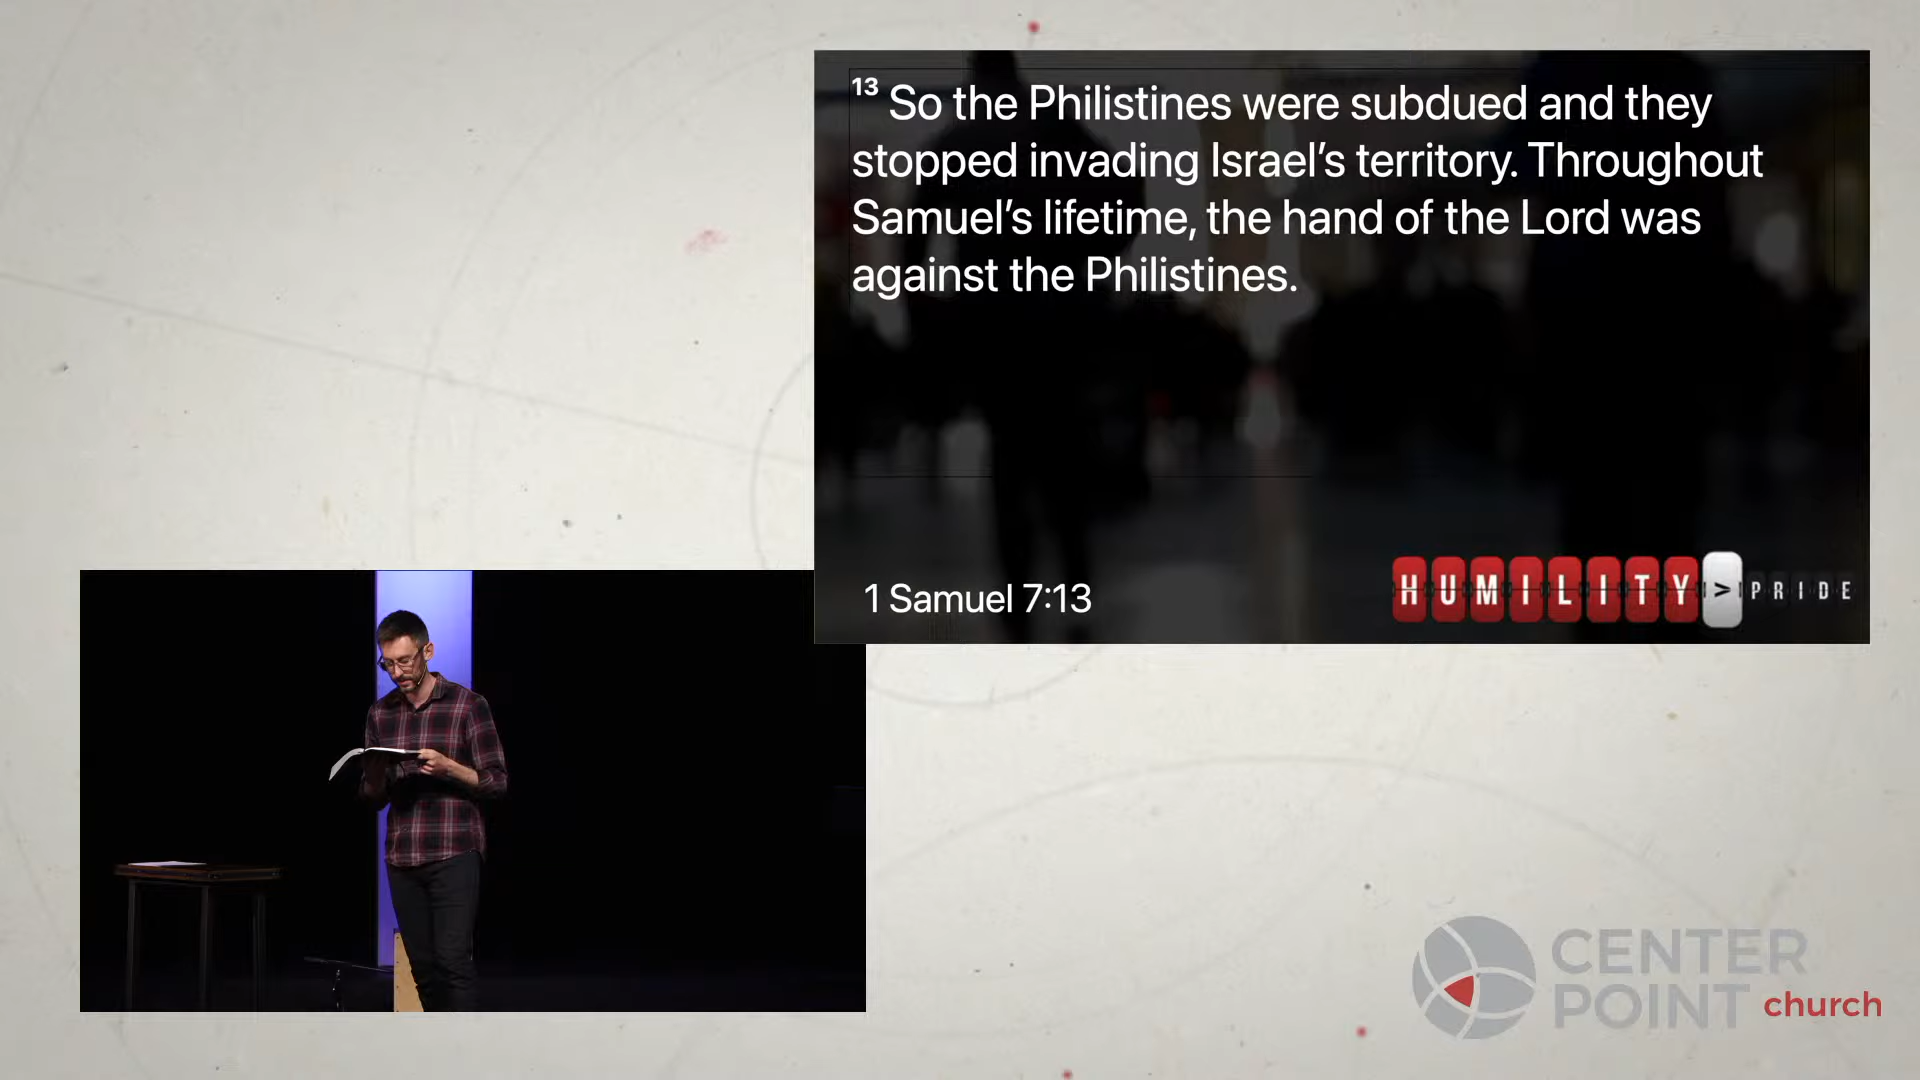 13 So the Philistines were subdued and they
stopped invading Israel’s territory. Throughout
Samuel’s lifetime, the hand of the Lord was
against the Philistines.
1 Samuel 7:13
HUMILITY > PRIDE
CENTER
POINT church